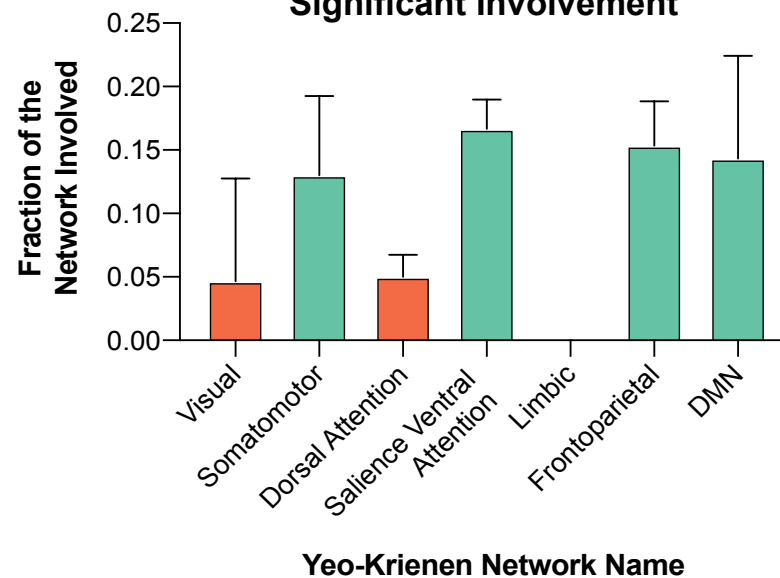 Significant Involvement
0.25
0.20
0.15
0.10
0.05
0.00
Fraction of the
Network Involved
Visual
Somatomotor
Dorsal Attention
Salience Ventral
Attention
Limbic
Frontoparietal
DMN
Yeo-Krienen Network Name